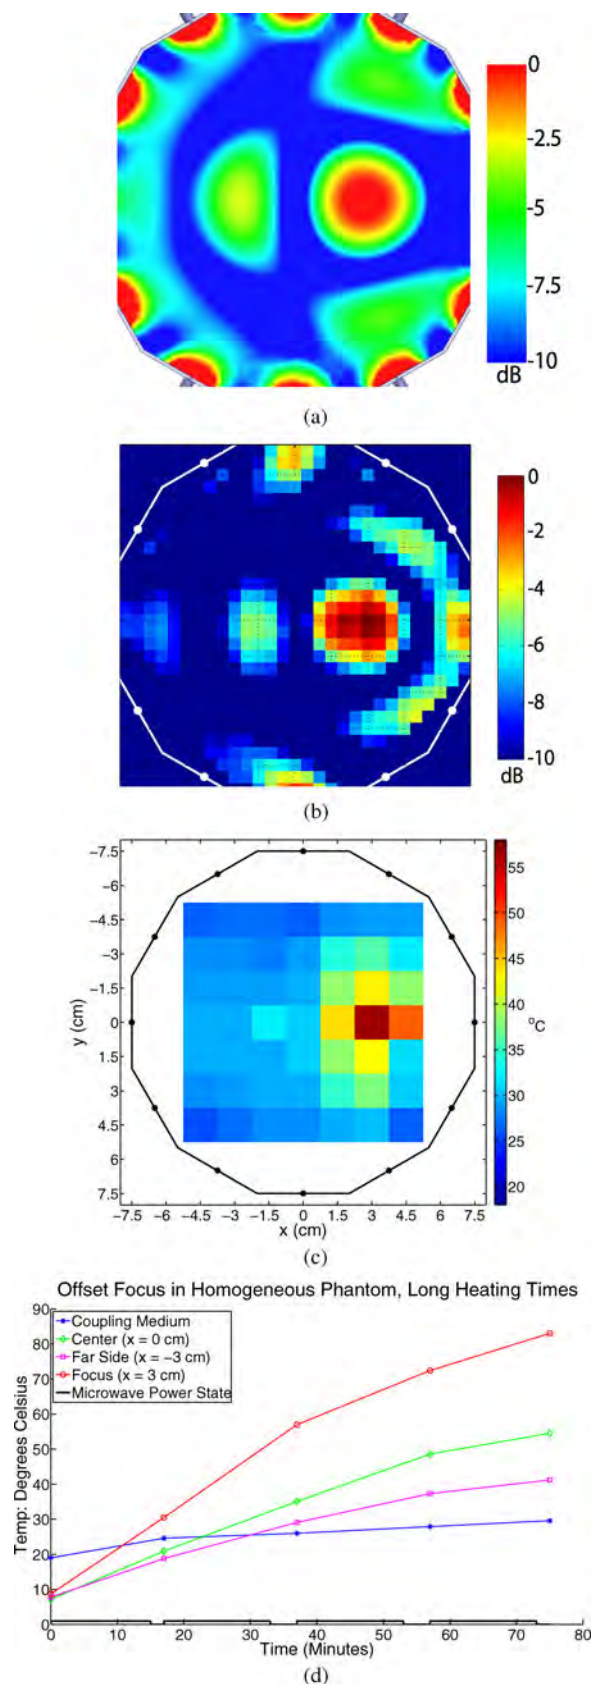 0
-2.5
-5
-7.5
-10
dB
(a)
0
-2
-4
-6
-8
-10
dB
(b)
-7.5
-6
-4.5
-3
-1.5
0
1.5
3
4.5
6
7.5
y (cm)
-7.5 -6 -4.5 -3 -1.5 0 1.5 3 4.5 6 7.5
x (cm)
55
50
45
40
35
30
25
20
°C
(c)
Offset Focus in Homogeneous Phantom, Long Heating Times
90
80
70
60
50
40
30
20
10
0
Temp: Degrees Celsius
Coupling Medium
Center (x = 0 cm)
Far Side (x = -3 cm)
Focus (x = 3 cm)
Microwave Power State
0 10 20 30 40 50 60 70 80
Time (Minutes)
(d)